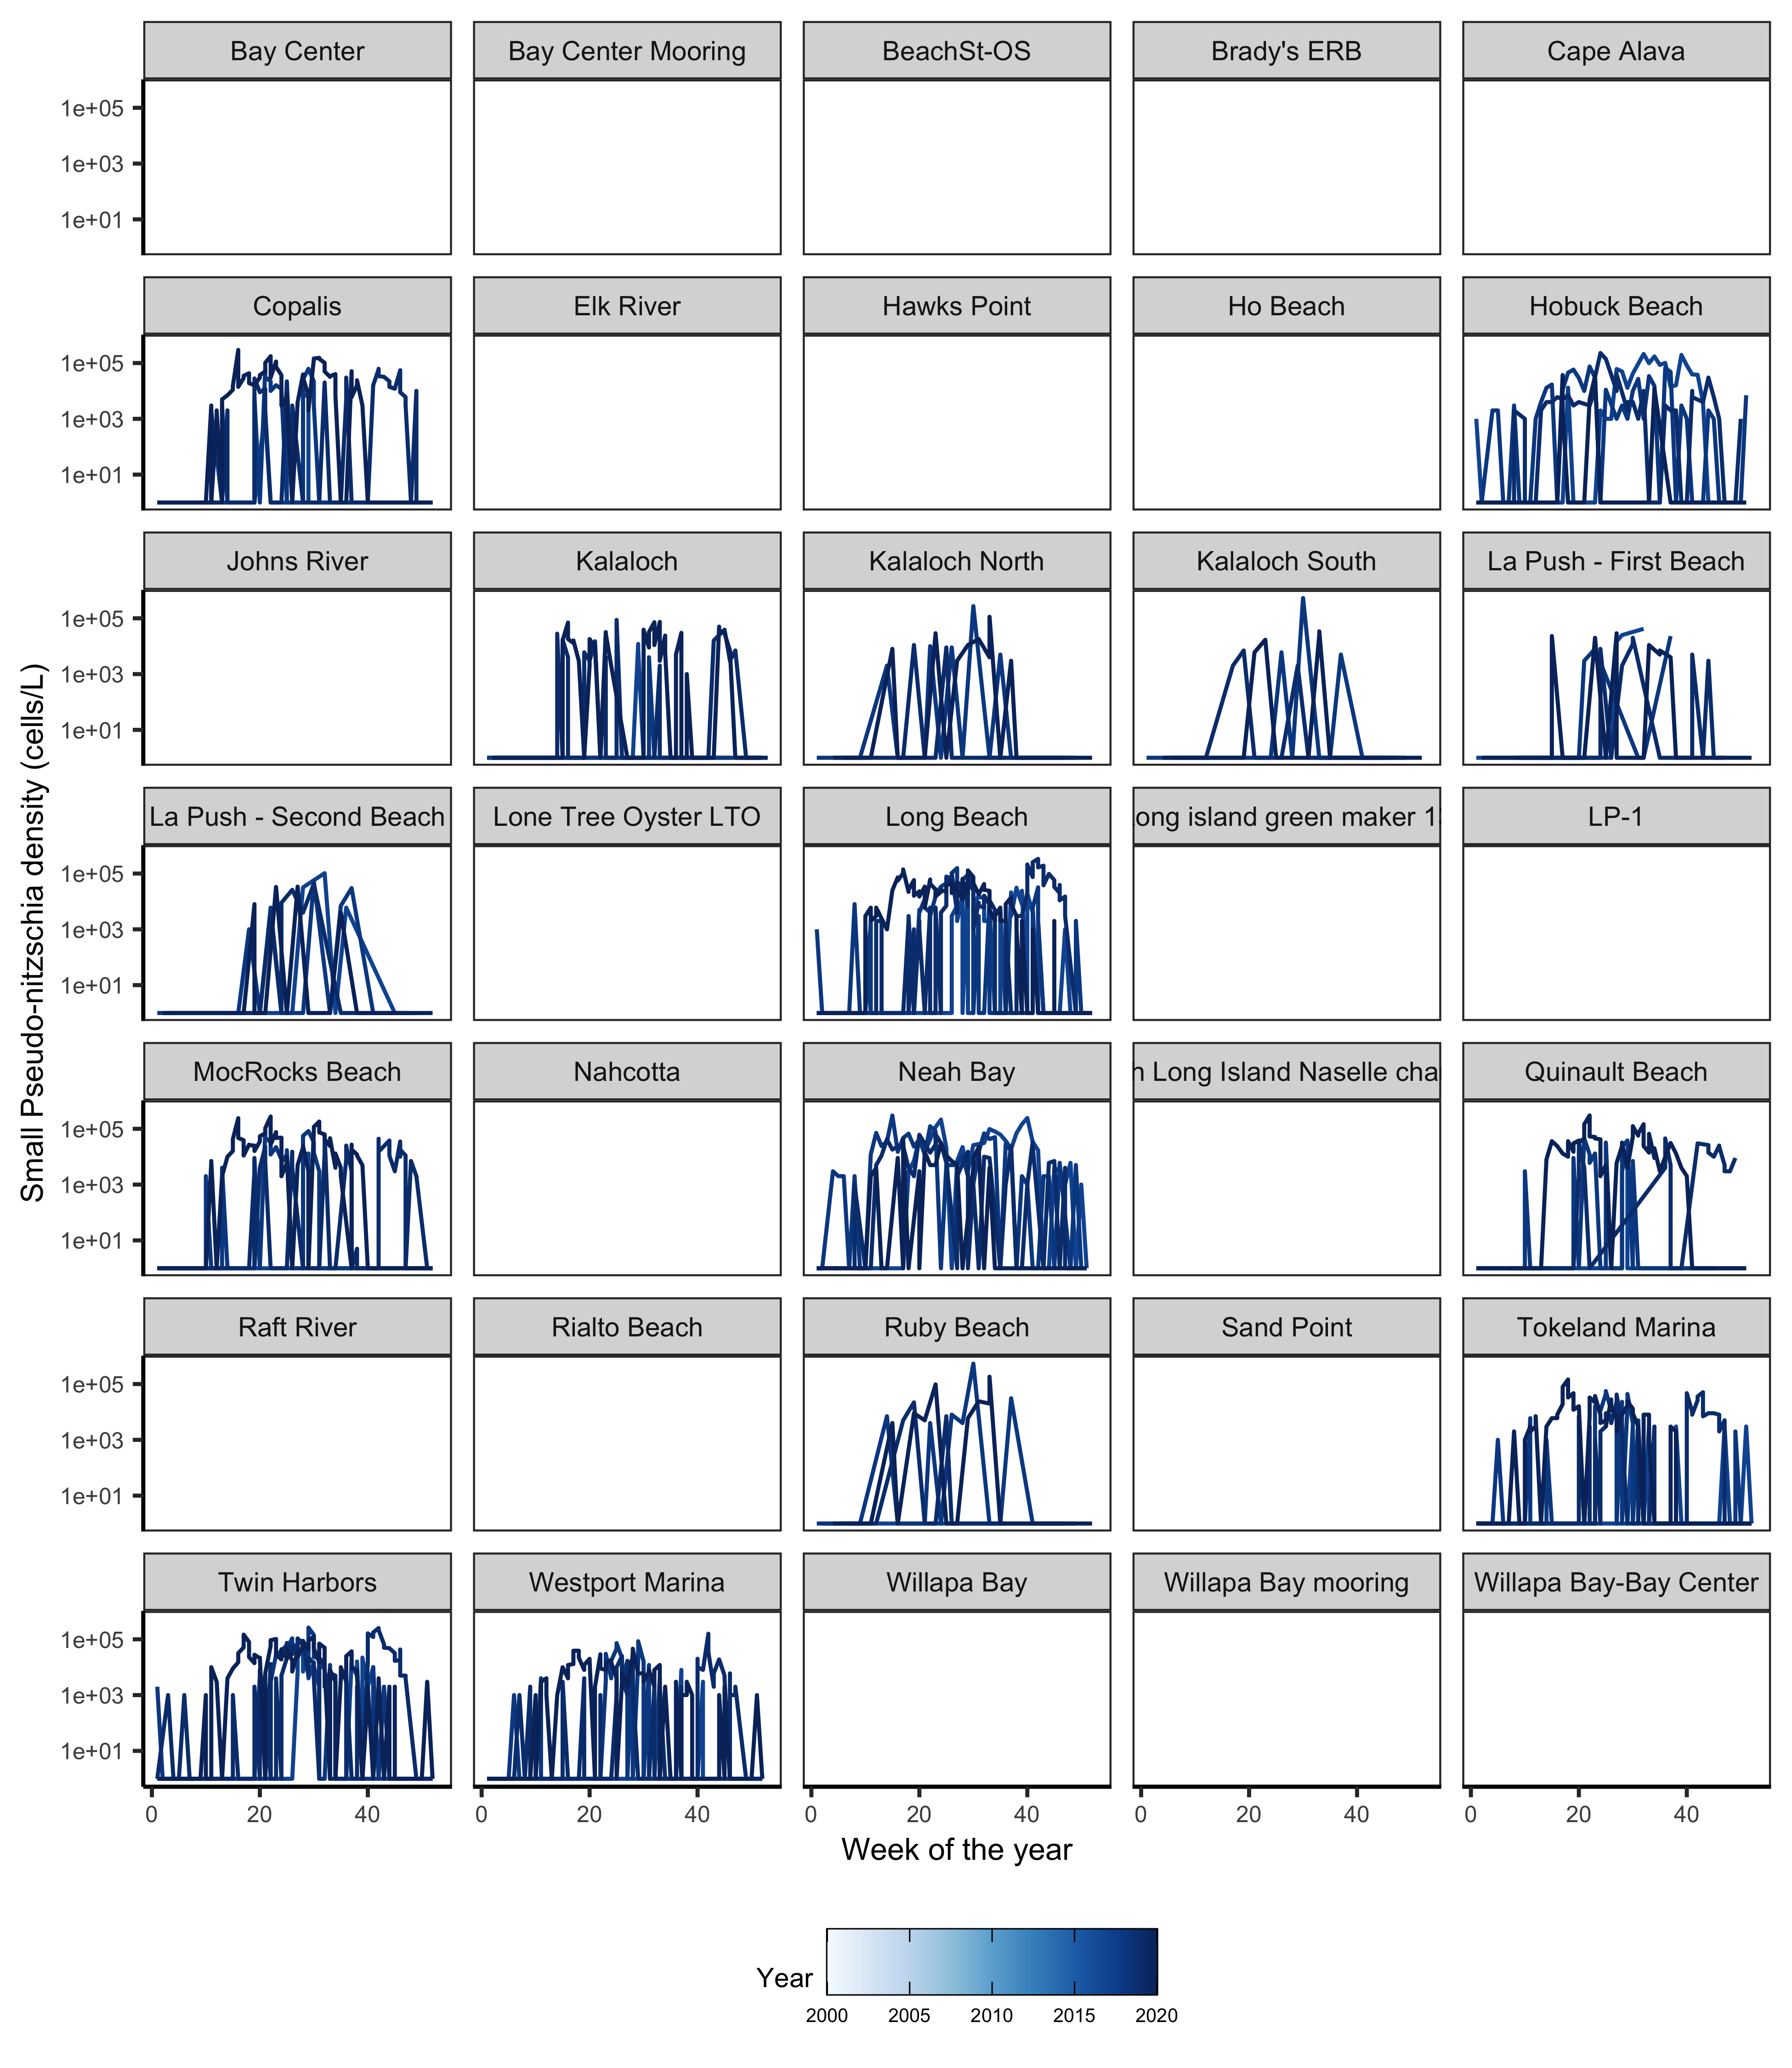 Bay Center Bay Center Mooring BeachSt-OS Brady's ERB Cape Alava
1e+05
1e+03
1e+01
Copalis Elk River Hawks Point Ho Beach Hobuck Beach
1e+05
1e+03
1e+01
Johns River Kalaloch Kalaloch North Kalaloch South La Push - First Beach
1e+05
1e+03
1e+01
La Push - Second Beach Lone Tree Oyster LTO Long Beach ong island green maker 1 LP-1
1e+05
1e+03
1e+01
MocRocks Beach Nahcotta Neah Bay h Long Island Naselle cha Quinault Beach
1e+05
1e+03
1e+01
Raft River Rialto Beach Ruby Beach Sand Point Tokeland Marina
1e+05
1e+03
1e+01
Twin Harbors Westport Marina Willapa Bay Willapa Bay mooring Willapa Bay-Bay Center
1e+05
1e+03
1e+01
0 20 40 0 20 40 0 20 40 0 20 40 0 20 40
Small Pseudo-nitzschia density (cells/L)
Week of the year
Year
2000 2005 2010 2015 2020